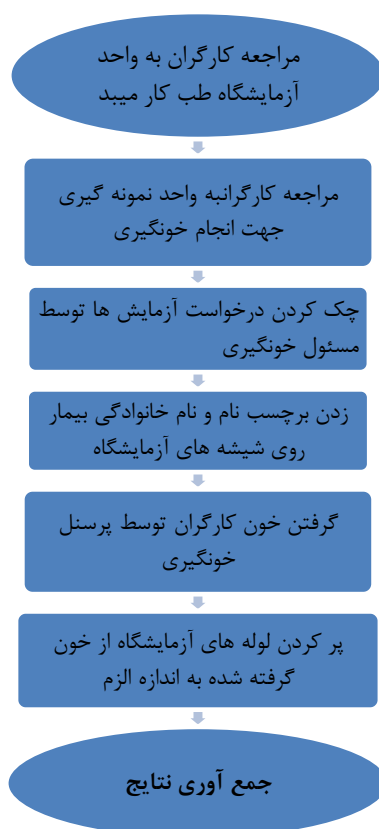 مراجعه کارگران به واحد
آزمایشگاه طب کار میبد
مراجعه کارگرانبه واحد نمونه گیری
جهت انجام خونگیری
چک کردن درخواست آزمایش ها توسط
مسئول خونگیری
زدن برچسب نام و نام خانوادگی بیمار
روی شیشه های آزمایشگاه
گرفتن خون کارگران توسط پرسنل
خونگیری
پر کردن لوله های آزمایشگاه از خون
گرفته شده به اندازه الزم
جمع آوری نتایج